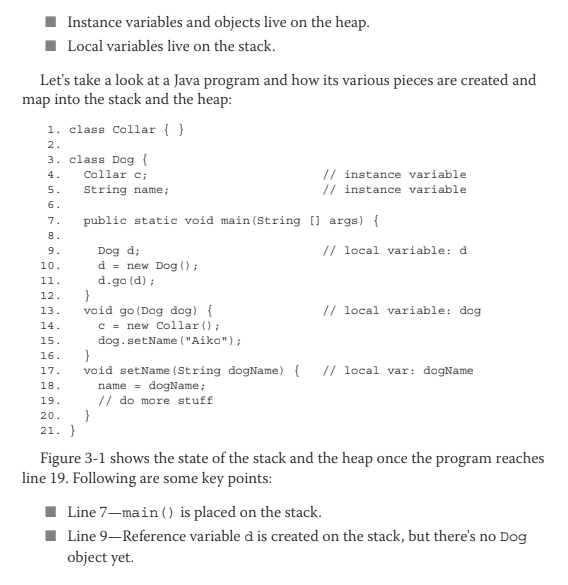 ■ Instance variables and objects live on the heap.
■ Local variables live on the stack.
Let's take a look at a Java program and how its various pieces are created and
map into the stack and the heap:
1. class Collar { }
2.
3. class Dog {
4.   Collar c;                      // instance variable
5.   String name;                   // instance variable
6.
7.   public static void main(String [] args) {
8.
9.     Dog d;                       // local variable: d
10.     d = new Dog();
11.     d.go(d);
12.   }
13.   void go(Dog dog) {             // local variable: dog
14.     c = new Collar();
15.     dog.setName("Aiko");
16.   }
17.   void setName(String dogName) {   // local var: dogName
18.     name = dogName;
19.     // do more stuff
20.   }
21. }
Figure 3-1 shows the state of the stack and the heap once the program reaches
line 19. Following are some key points:
■ Line 7—main() is placed on the stack.
■ Line 9—Reference variable d is created on the stack, but there's no Dog
object yet.